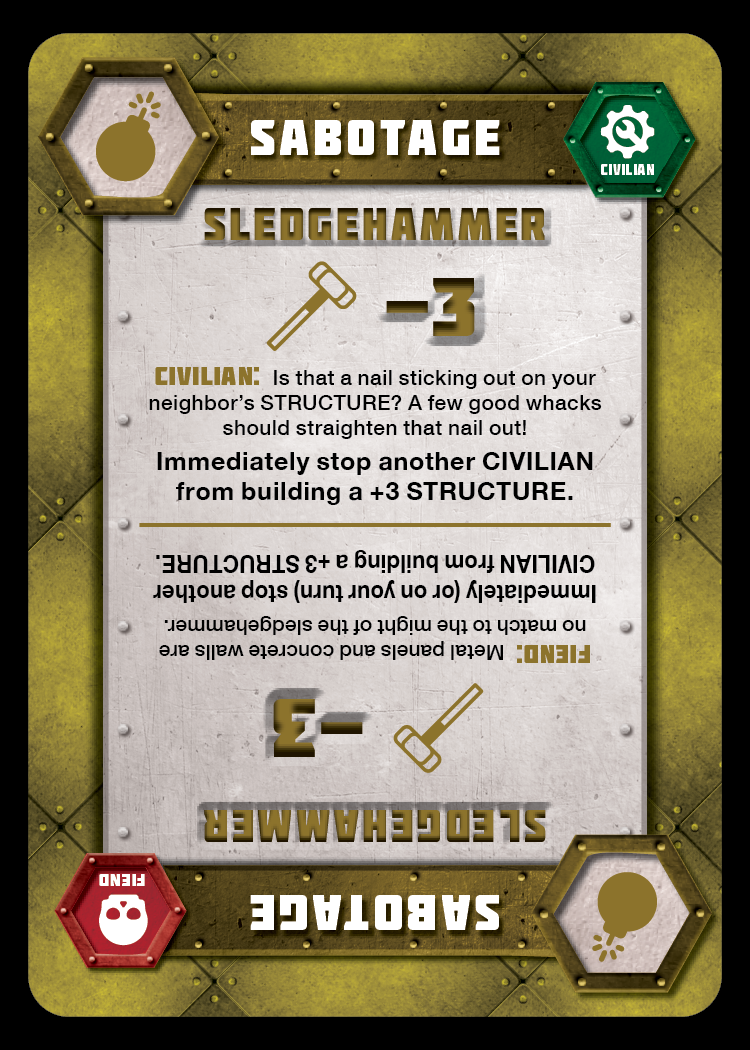 SABOTAGE
CIVILIAN
SLEDGEHAMMER
–3
CIVILIAN: Is that a nail sticking out on your
neighbor’s STRUCTURE? A few good whacks
should straighten that nail out!
Immediately stop another CIVILIAN
from building a +3 STRUCTURE.
SABOTAGE
FIEND
SLEDGEHAMMER
–3
FIEND: Metal panels and concrete walls are
no match to the might of the sledgehammer.
Immediately (or on your turn) stop another
CIVILIAN from building a +3 STRUCTURE.